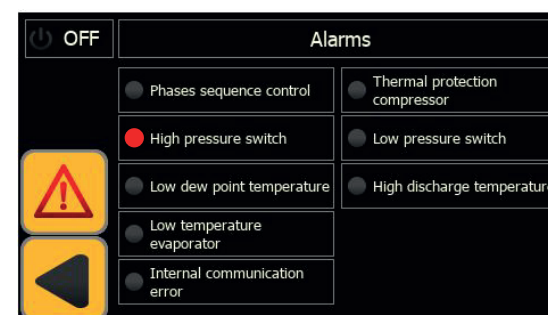 OFF
Alarms
Phases sequence control
Thermal protection
compressor
High pressure switch
Low pressure switch
Low dew point temperature
High discharge temperature
Low temperature
evaporator
Internal communication
error